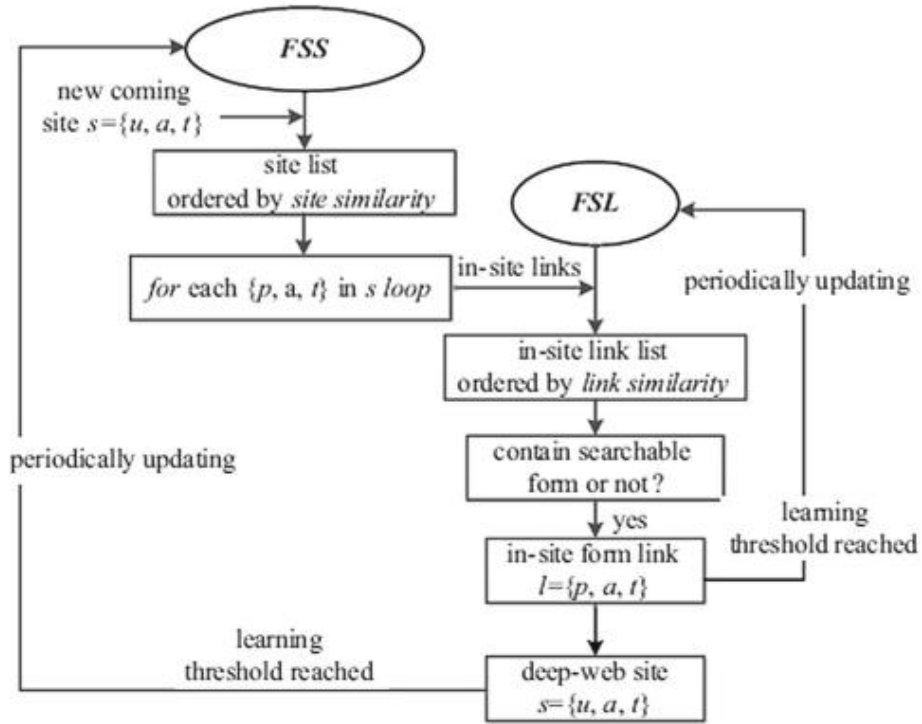 FSS
new coming
site s={u, a, t}
site list
ordered by site similarity
FSL
for each {p, a, t} in s loop
in-site links
periodically updating
in-site link list
ordered by link similarity
periodically updating
contain searchable
form or not?
yes
learning
threshold reached
in-site form link
l={p, a, t}
learning
threshold reached
deep-web site
s={u, a, t}